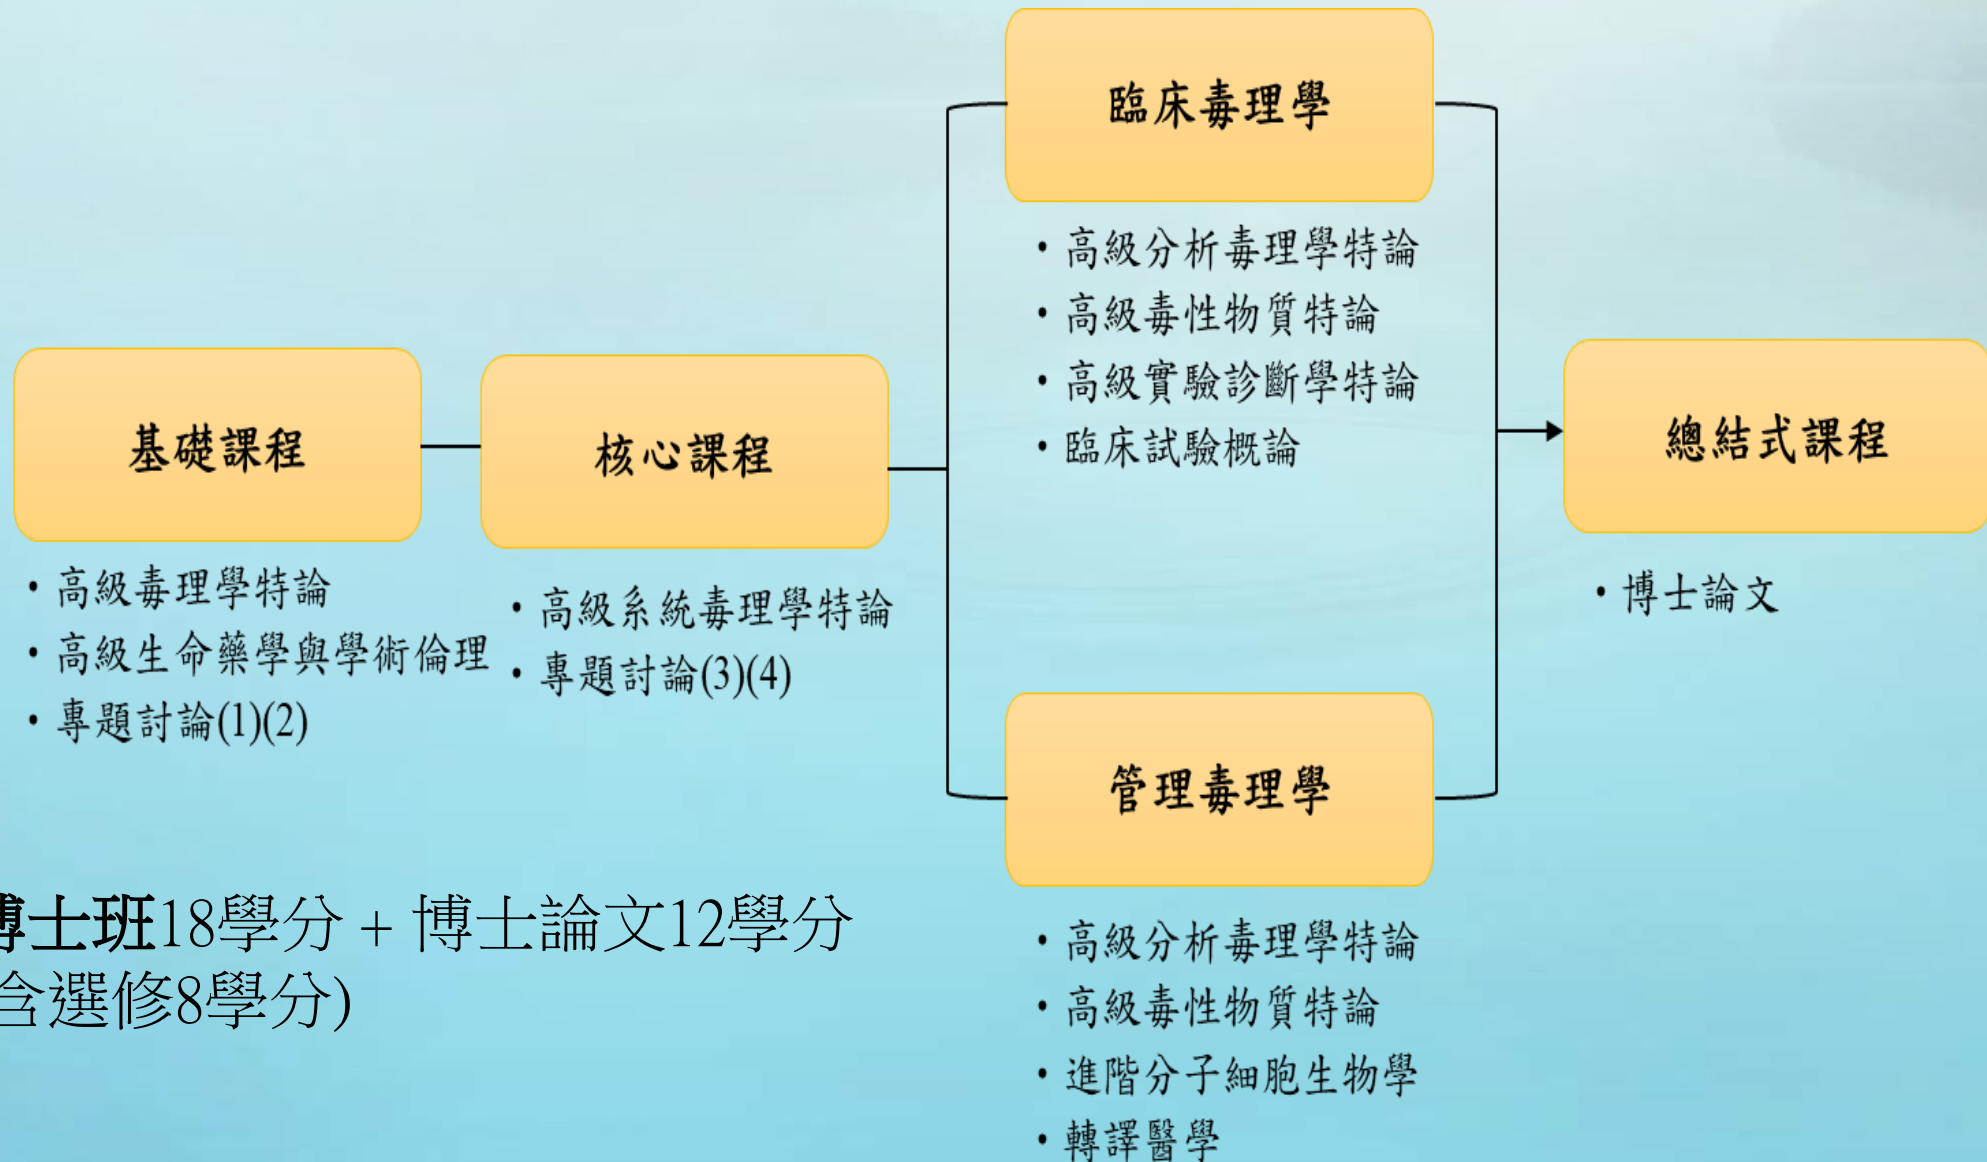 基礎課程
・高級毒理學特論
・高級生命藥學與學術倫理
・專題討論(1)(2)
核心課程
・高級系統毒理學特論
・專題討論(3)(4)
臨床毒理學
・高級分析毒理學特論
・高級毒性物質特論
・高級實驗診斷學特論
・臨床試驗概論
管理毒理學
・高級分析毒理學特論
・高級毒性物質特論
・進階分子細胞生物學
・轉譯醫學
總結式課程
・博士論文
博士班18學分 + 博士論文12學分
含選修8學分)